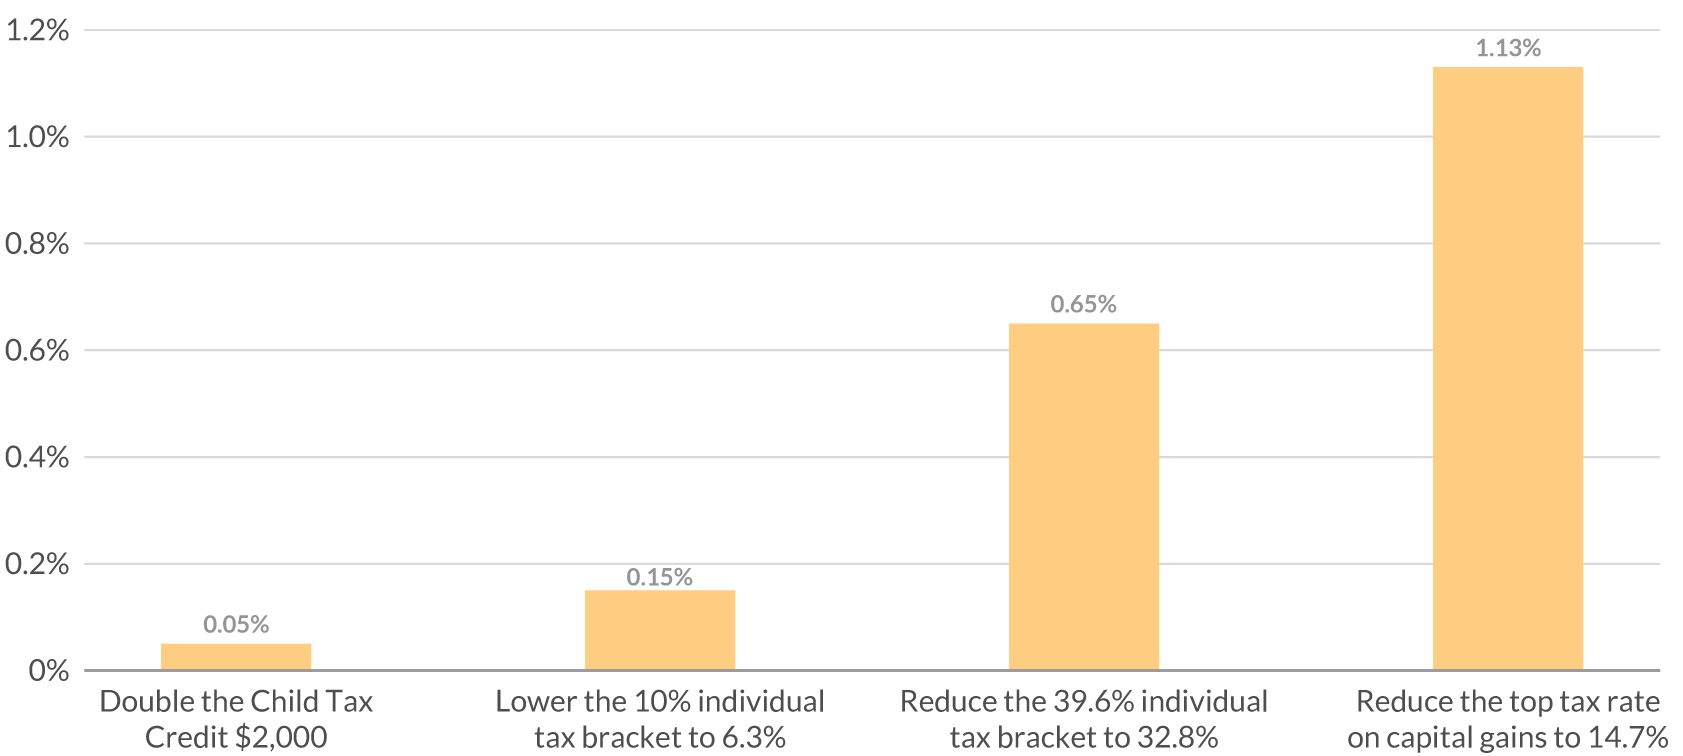 1.2%
1.13%
1.0%
0.8%
0.65%
0.6%
0.4%
0.2%
0.15%
0.05%
0%
Double the Child Tax
Credit $2,000
Lower the 10% individual
tax bracket to 6.3%
Reduce the 39.6% individual
tax bracket to 32.8%
Reduce the top tax rate
on capital gains to 14.7%